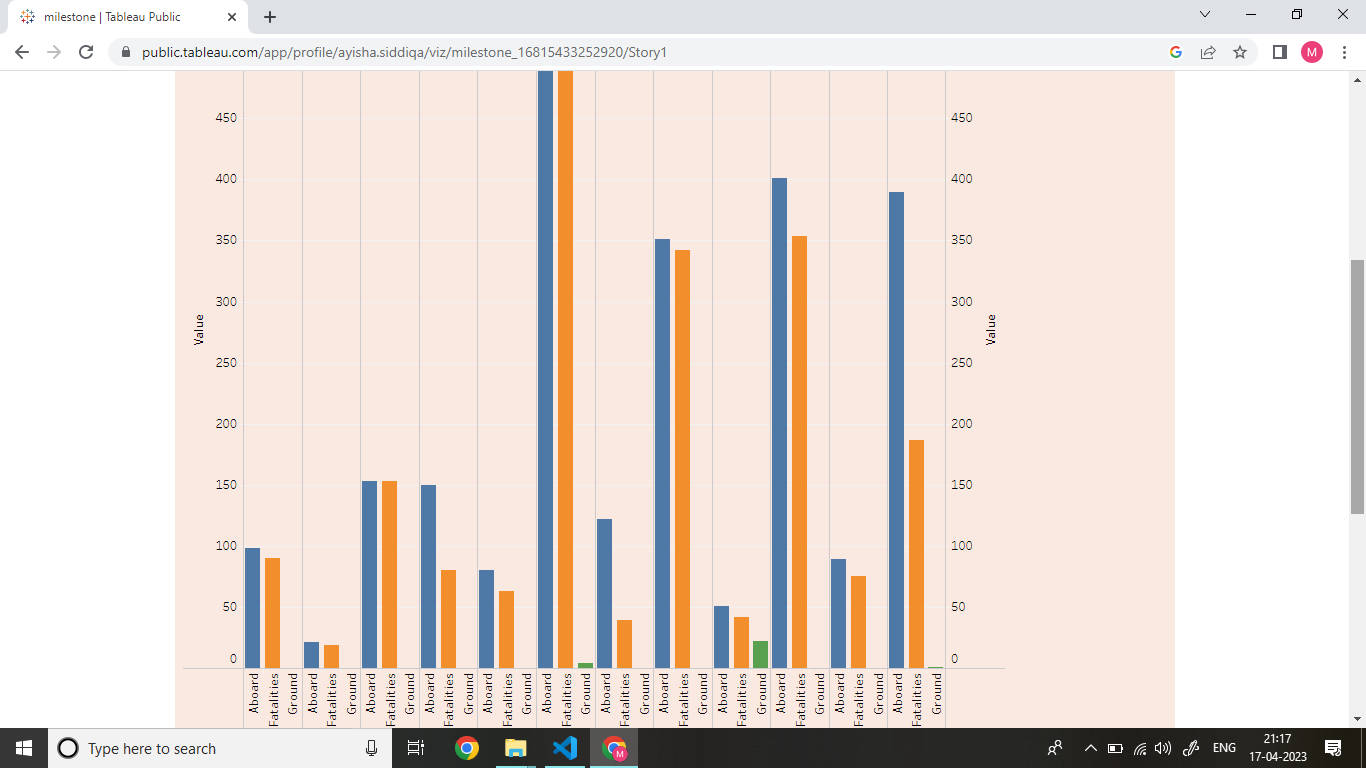 milestone | Tableau Public
public.tableau.com/app/profile/ayisha.siddiqa/viz/milestone_16815433252920/Story1
M
450 450
400 400
350 350
300 300
Value Value
250 250
200 200
150 150
100 100
50 50
0 0
Aboard Fatalities Ground Aboard Fatalities Ground Aboard Fatalities Ground Aboard Fatalities Ground Aboard Fatalities Ground Aboard Fatalities Ground Aboard Fatalities Ground Aboard Fatalities Ground Aboard Fatalities Ground Aboard Fatalities Ground Aboard Fatalities Ground Aboard Fatalities Ground
Type here to search
M
ENG
21:17
17-04-2023